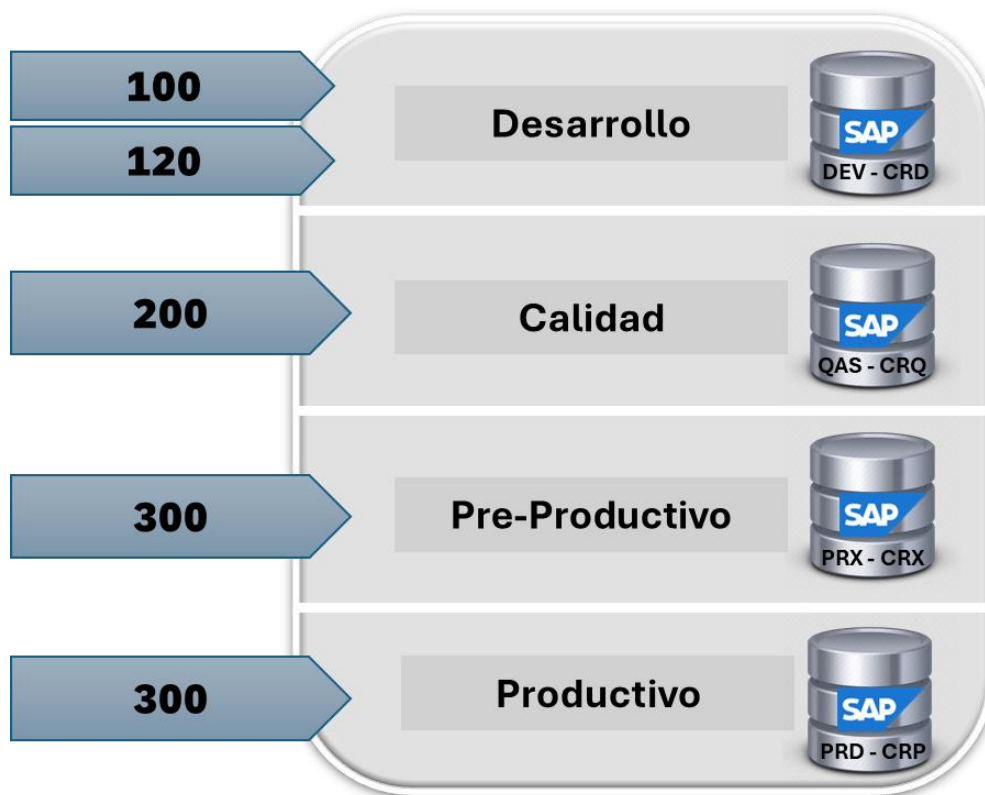 100
Desarrollo
SAP
DEV - CRD
120
200
Calidad
SAP
QAS - CRQ
300
Pre-Productivo
SAP
PRX - CRX
300
Productivo
SAP
PRD - CRP